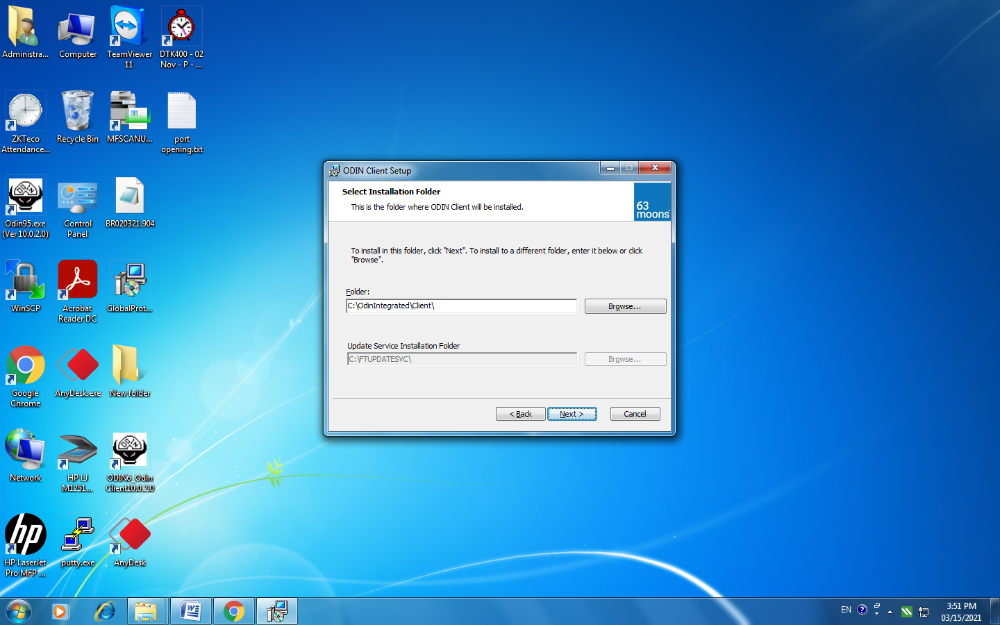 Administra...
Computer
TeamViewer
11
DTK400 - 02
Nov - P - ...
ZKTeco
Attendance...
Recycle Bin
MFSCANU...
port
opening.txt
Odin95.exe
(Ver 10.0.2.0)
Control
Panel
BR020321.904
WinSCP
Acrobat
Reader DC
GlobalProt...
Google
Chrome
AnyDesk.exe
New folder
Network
HP LJ
M1251...
ODIN6_Odin
Client10.0.2.0
hp
HP LaserJet
Pro MFP ...
putty.exe
AnyDesk
ODIN Client Setup
Select Installation Folder
This is the folder where ODIN Client will be installed.
63
moons
To install in this folder, click "Next". To install to a different folder, enter it below or click
"Browse".
Folder:
C:\OdinIntegrated\Client\
Browse...
Update Service Installation Folder
C:\FTUPDATESVC\
Browse...
< Back
Next >
Cancel
EN
3:51 PM
03/15/2021